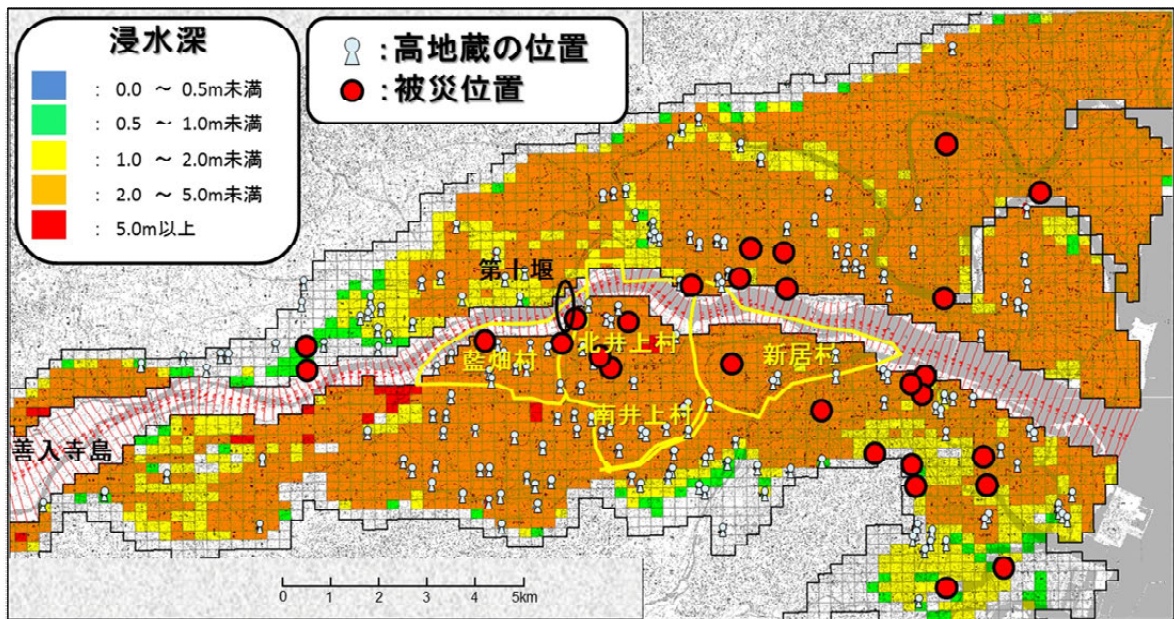 浸水深
: 0.0 ～ 0.5m未満
: 0.5 ～ 1.0m未満
: 1.0 ～ 2.0m未満
: 2.0 ～ 5.0m未満
: 5.0m以上
:高地蔵の位置
:被災位置
第十堰
藍畑村
北井上村
新居村
南井上村
善入寺島
0 1 2 3 4 5km